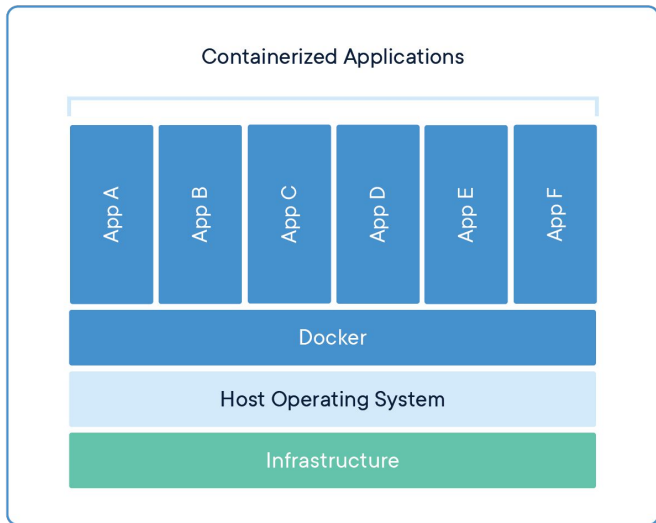 Containerized Applications
App A
App B
App C
App D
App E
App F
Docker
Host Operating System
Infrastructure